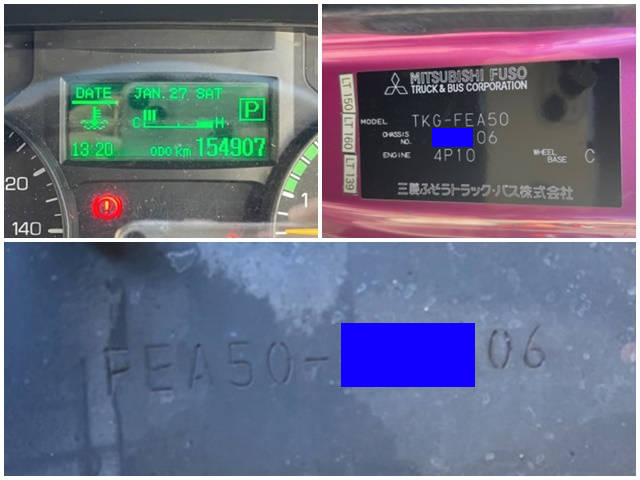 DATE JAN. 27 SAT
P
C H
13:20 ODO km 154907
20
140
1
MITSUBISHI FUSO
TRUCK & BUS CORPORATION
LT 150 LT 160 LT 139
MODEL TKG-FEA50
CHASSIS NO. 06
ENGINE 4P10 WHEEL BASE C
三菱ふそうトラック・バス株式会社
FEA50- 06